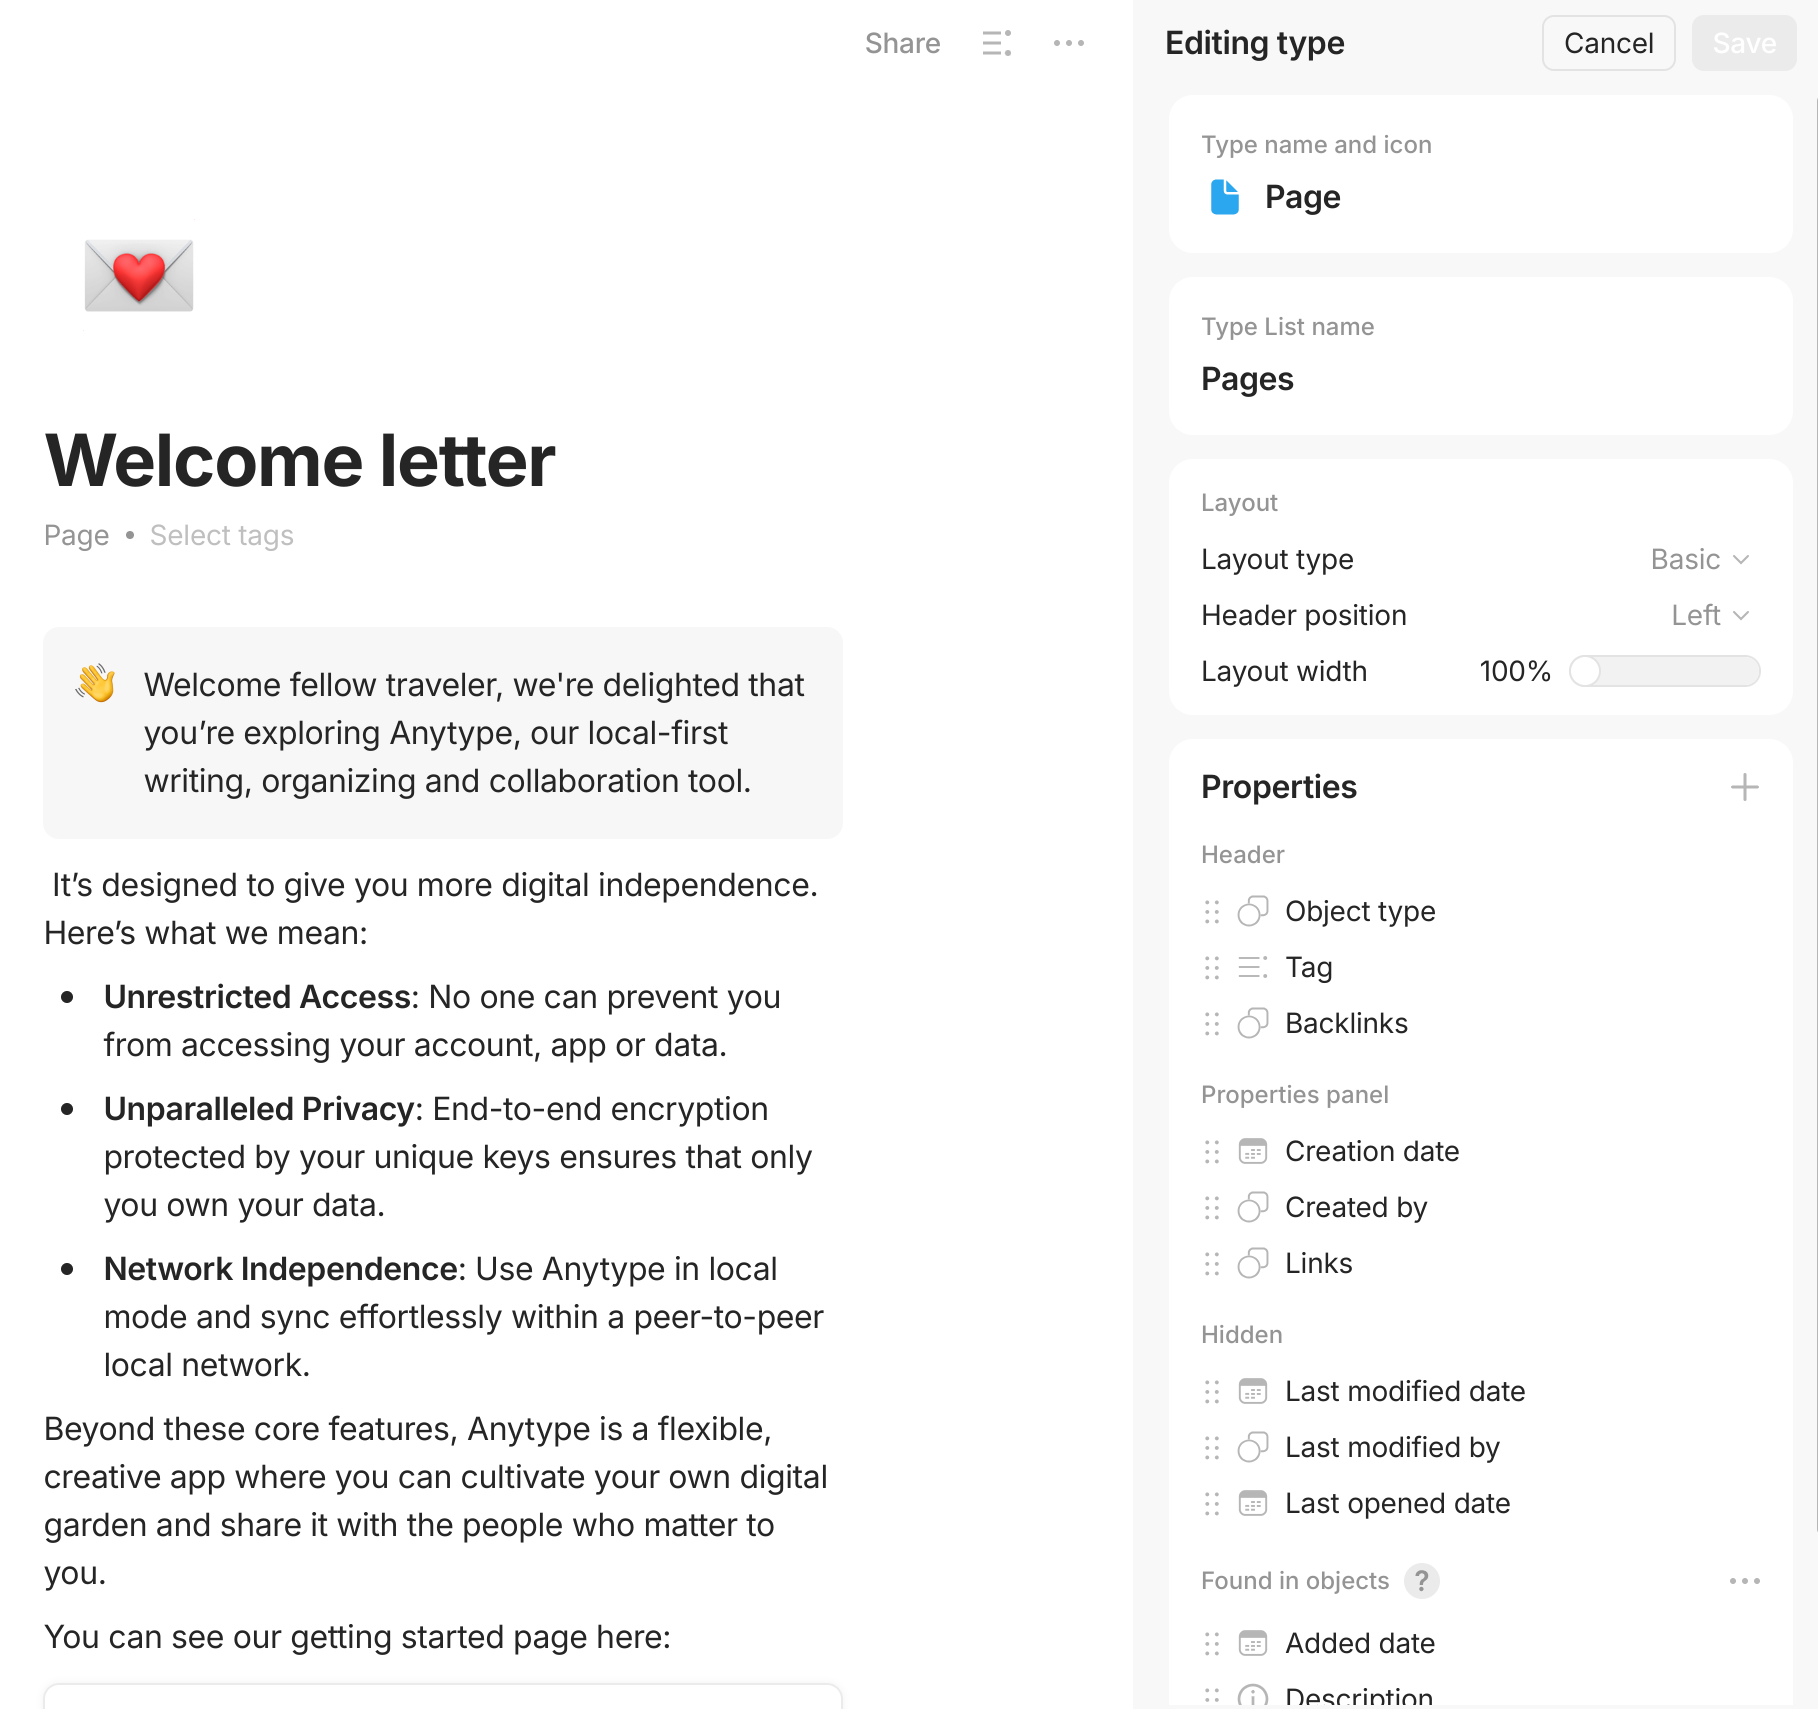 Share
Welcome letter
Page • Select tags
Welcome fellow traveler, we're delighted that
you’re exploring Anytype, our local-first
writing, organizing and collaboration tool.
It’s designed to give you more digital independence.
Here’s what we mean:
• Unrestricted Access: No one can prevent you
from accessing your account, app or data.
• Unparalleled Privacy: End-to-end encryption
protected by your unique keys ensures that only
you own your data.
• Network Independence: Use Anytype in local
mode and sync effortlessly within a peer-to-peer
local network.
Beyond these core features, Anytype is a flexible,
creative app where you can cultivate your own digital
garden and share it with the people who matter to
you.
You can see our getting started page here:
Editing type
Cancel
Save
Type name and icon
Page
Type List name
Pages
Layout
Layout type Basic
Header position Left
Layout width 100%
Properties
Header
Object type
Tag
Backlinks
Properties panel
Creation date
Created by
Links
Hidden
Last modified date
Last modified by
Last opened date
Found in objects ?
Added date
Description